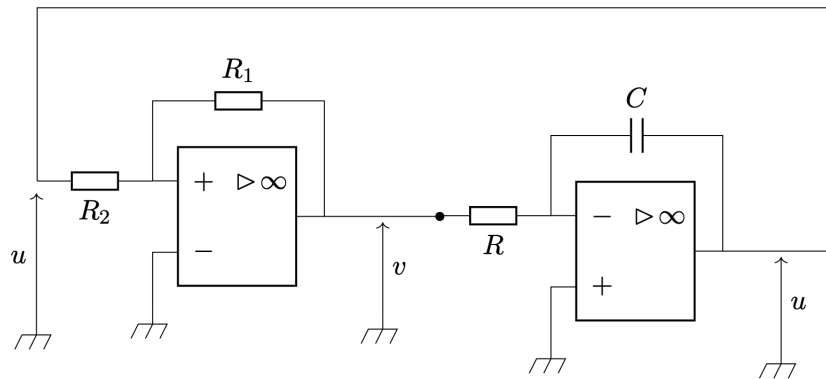 R₁
C
+ ▷∞
R₂
− ▷∞
u
−
v
R
+
u